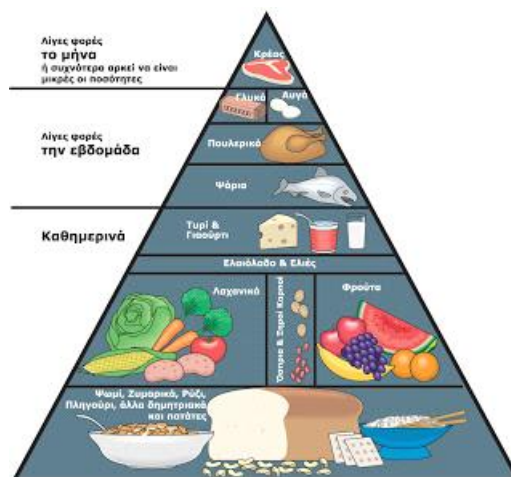 Λίγες φορές
το μήνα
ή συχνότερα αρκεί να είναι
μικρές οι ποσότητες
Κρέας
Γλυκά
Αυγά
Λίγες φορές
την εβδομάδα
Πουλερικά
Ψάρια
Καθημερινά
Τυρί &
Γιαούρτι
Ελαιόλαδο & Ελιές
Λαχανικά
Όσπρια & Ξηροί Καρποί
Φρούτα
Ψωμί, Ζυμαρικά, Ρύζι,
Πληγούρι, άλλα δημητριακά
και πατάτες